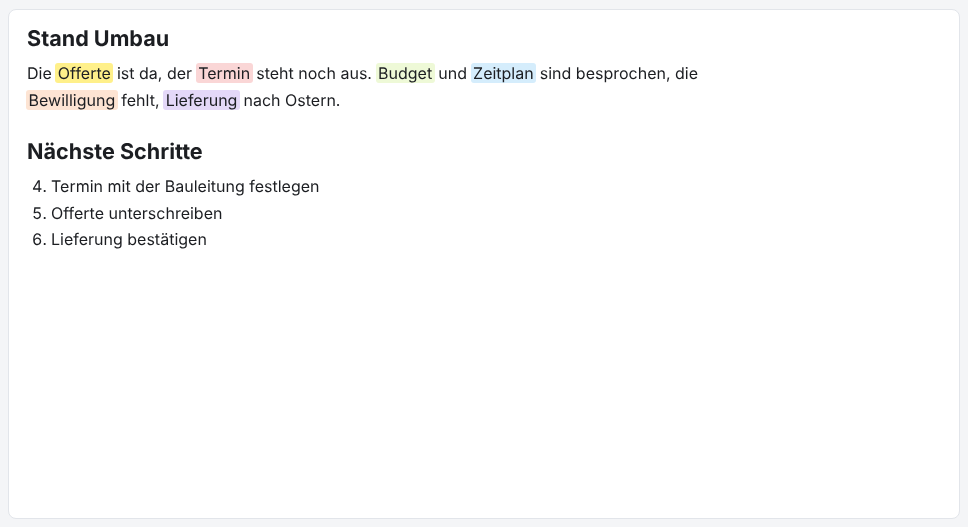 Stand Umbau
Die Offerte ist da, der Termin steht noch aus. Budget und Zeitplan sind besprochen, die
Bewilligung fehlt, Lieferung nach Ostern.
Nächste Schritte
4. Termin mit der Bauleitung festlegen
5. Offerte unterschreiben
6. Lieferung bestätigen